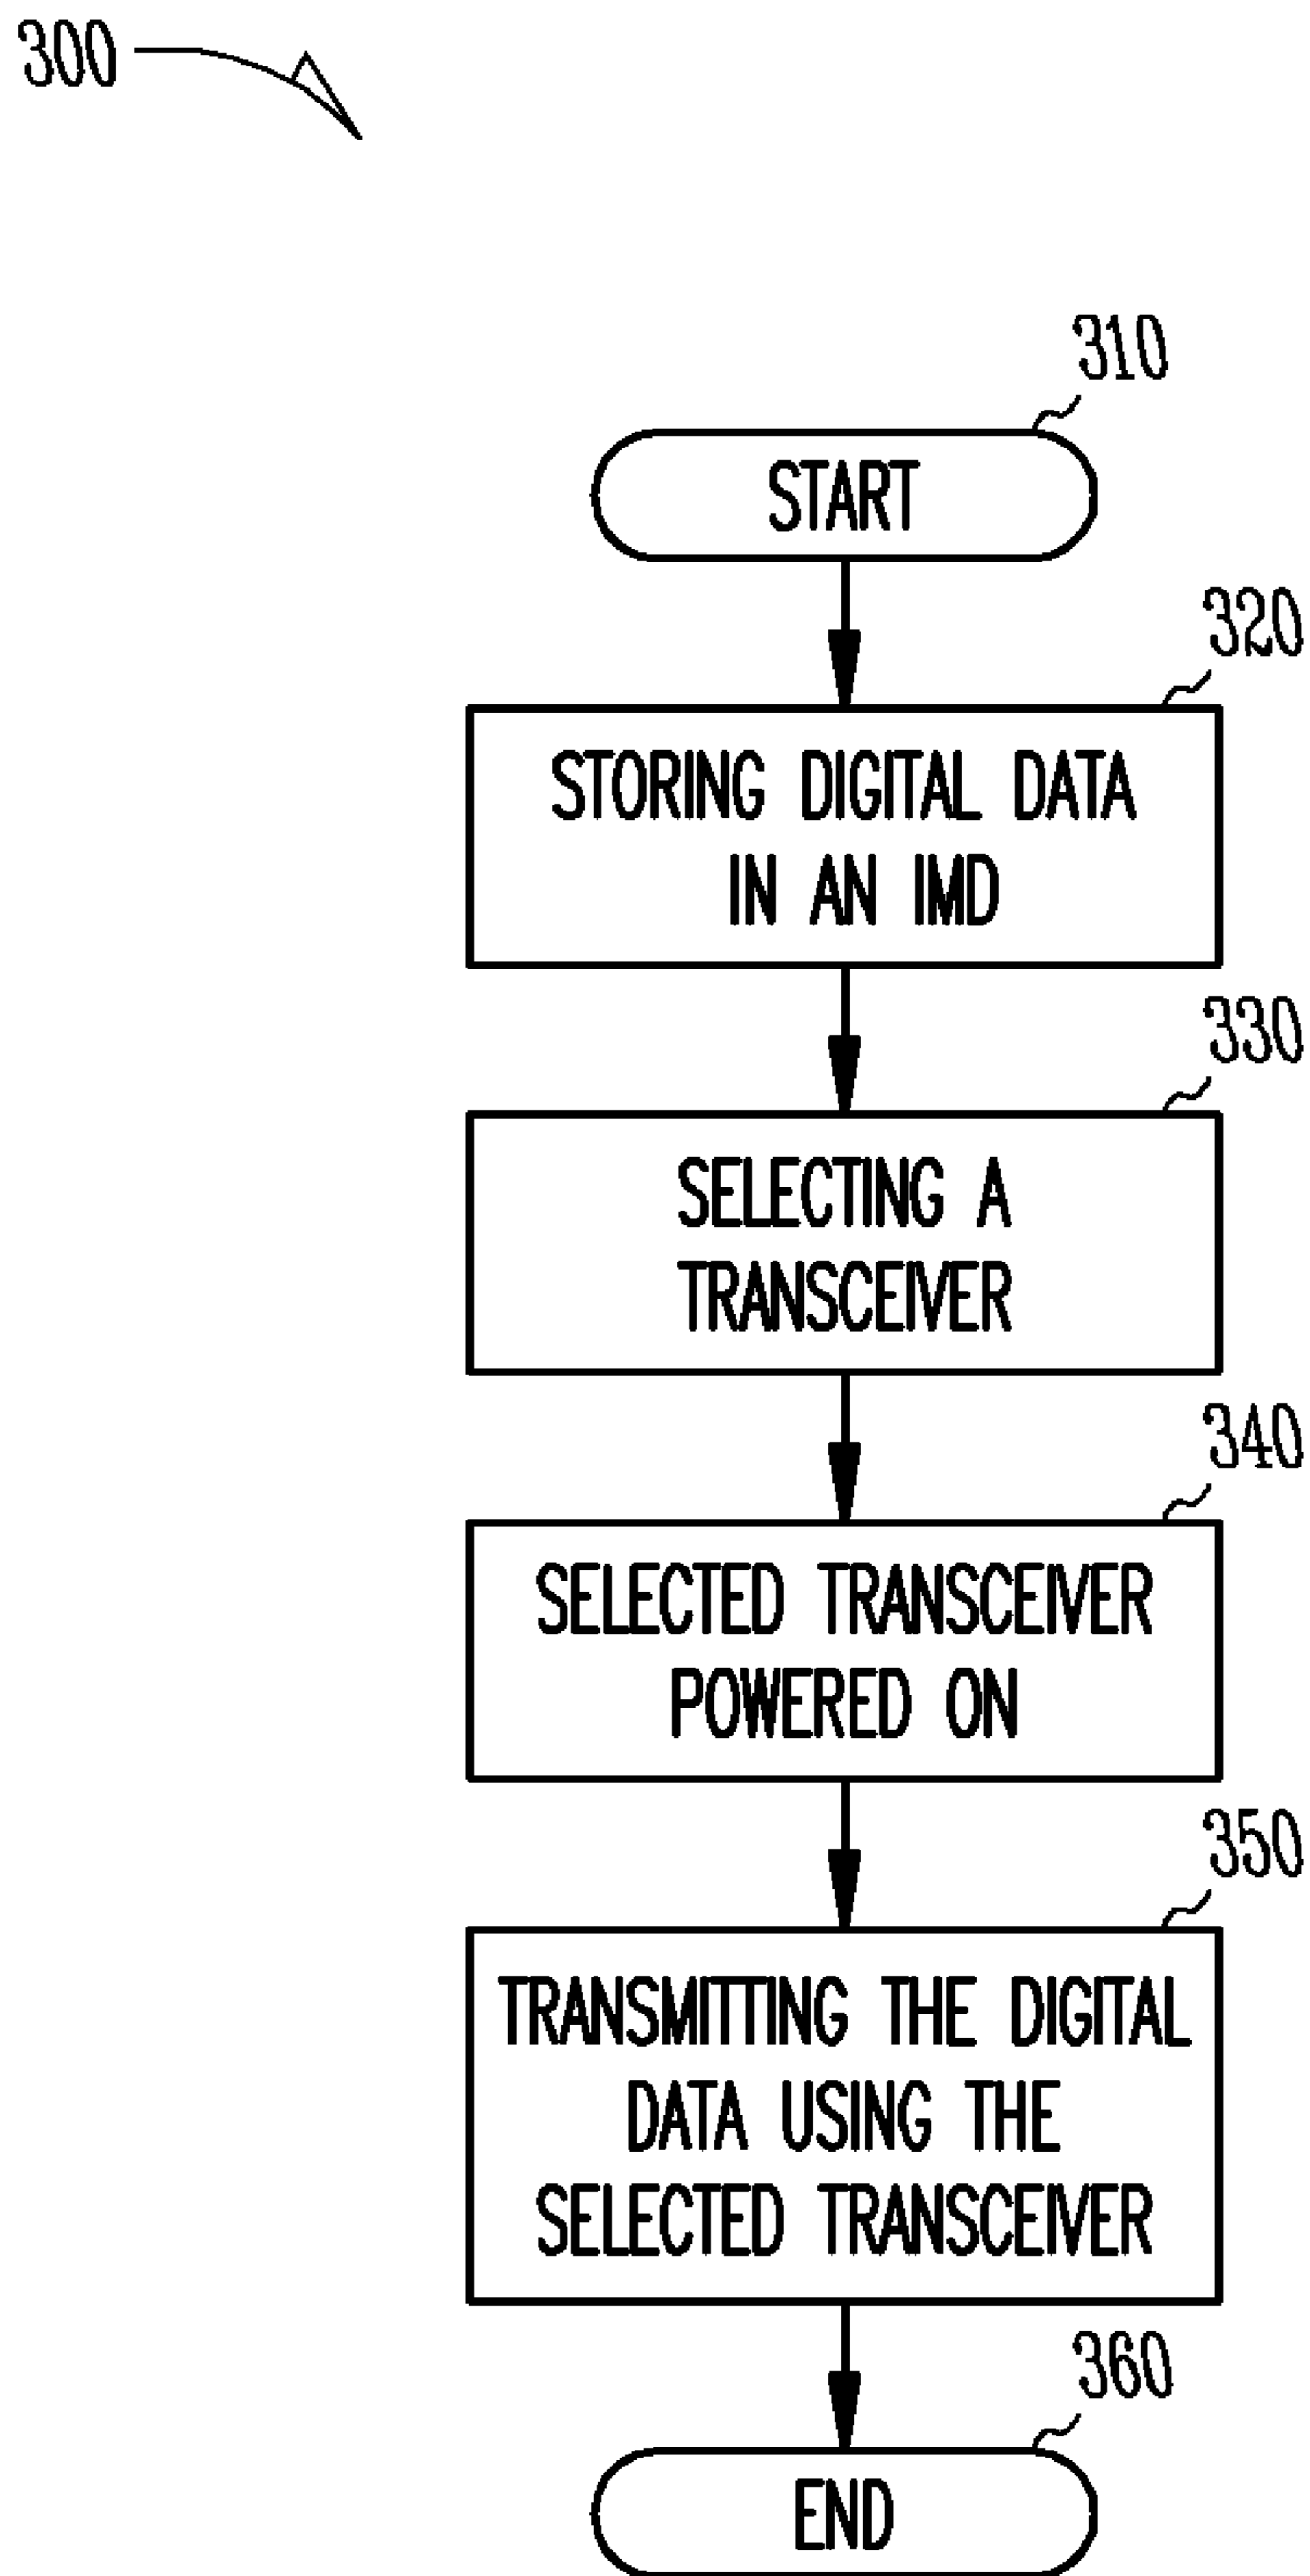 300
310
START
320
STORING DIGITAL DATA
IN AN IMD
330
SELECTING A
TRANSCEIVER
340
SELECTED TRANSCEIVER
POWERED ON
350
TRANSMITTING THE DIGITAL
DATA USING THE
SELECTED TRANSCEIVER
360
END